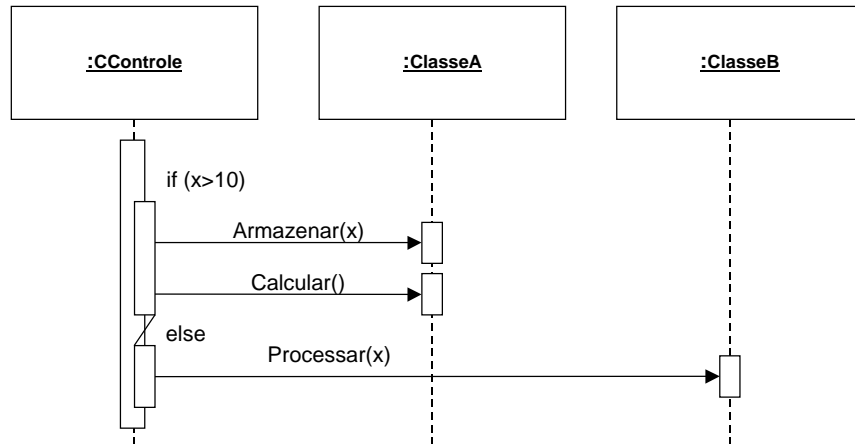 :CControle
:ClasseA
:ClasseB
if (x>10)
Armazenar(x)
Calcular()
else
Processar(x)